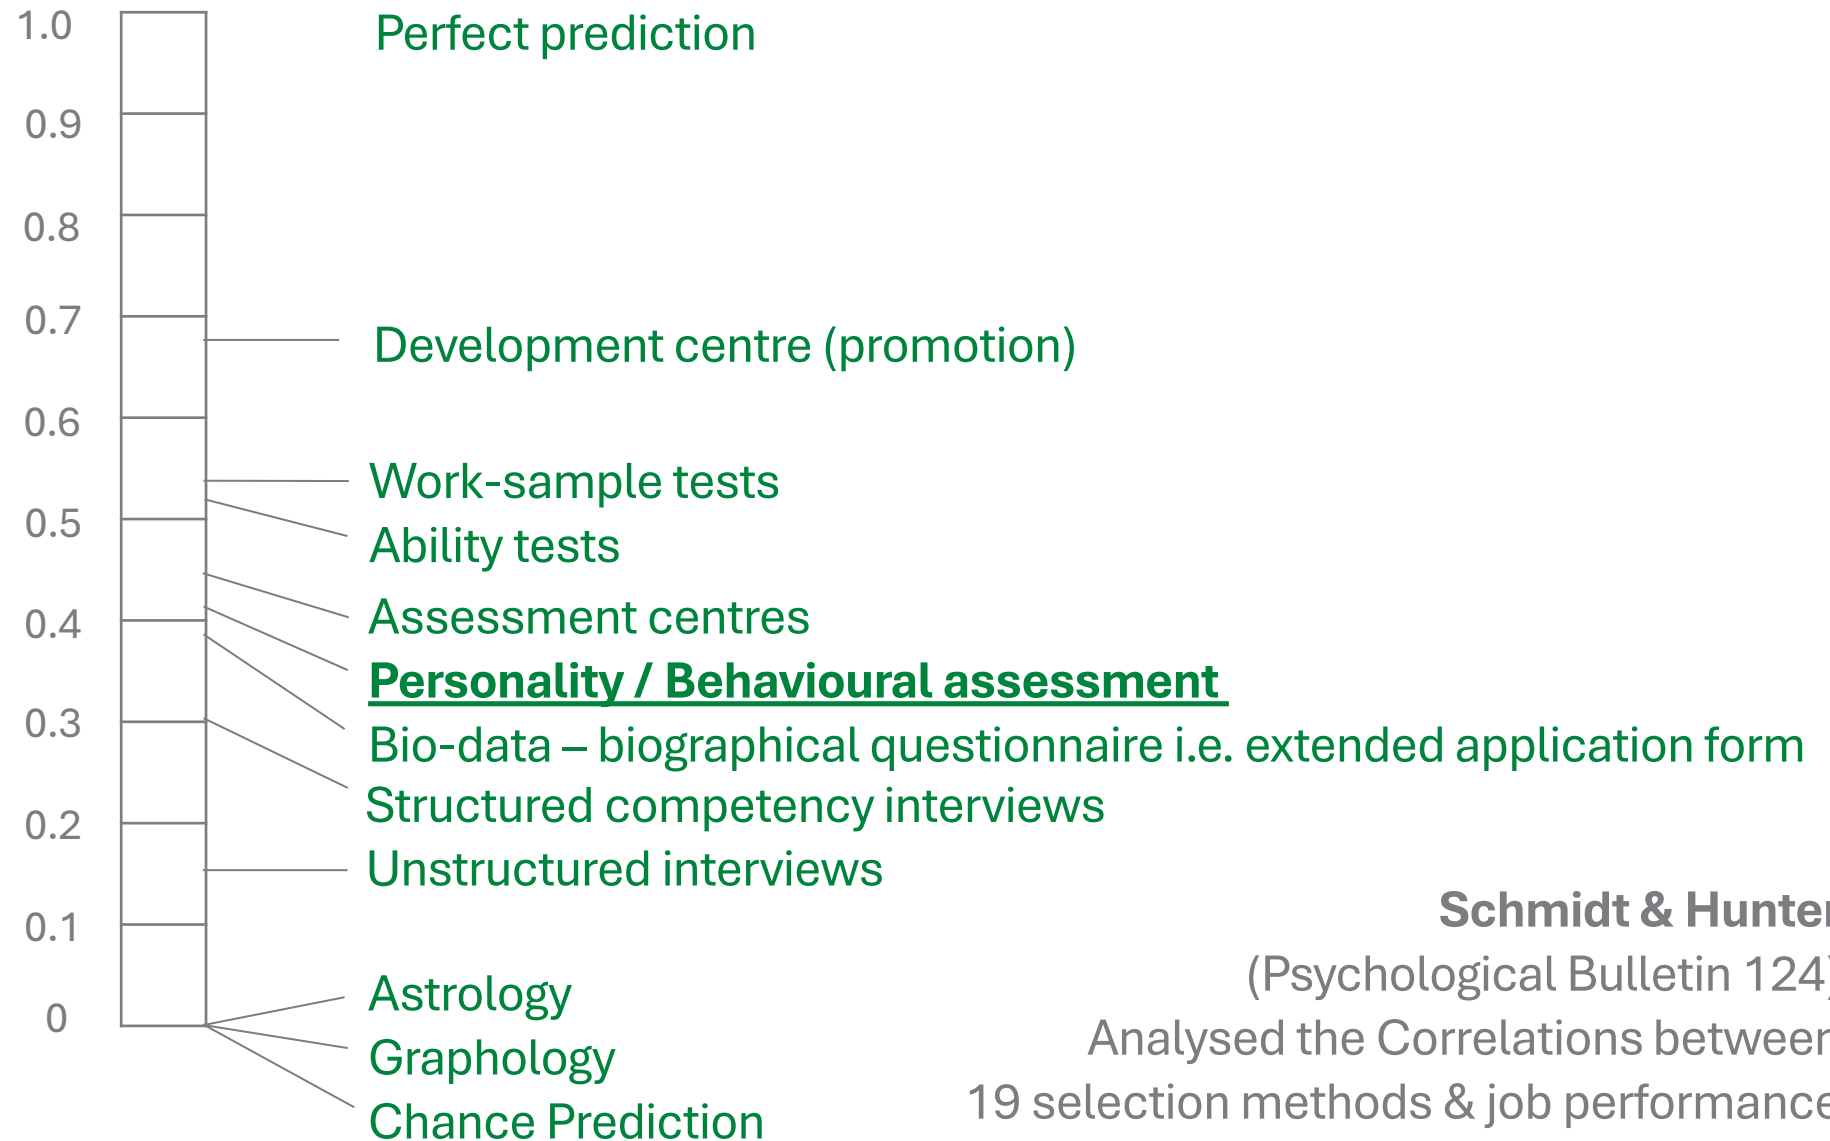 1.0
Perfect prediction
0.9
0.8
0.7
Development centre (promotion)
0.6
Work-sample tests
0.5
Ability tests
Assessment centres
0.4
Personality / Behavioural assessment
0.3
Bio-data – biographical questionnaire i.e. extended application form
Structured competency interviews
0.2
Unstructured interviews
0.1
Astrology
0
Graphology
Chance Prediction
Schmidt & Hunter
(Psychological Bulletin 124)
Analysed the Correlations between
19 selection methods & job performance